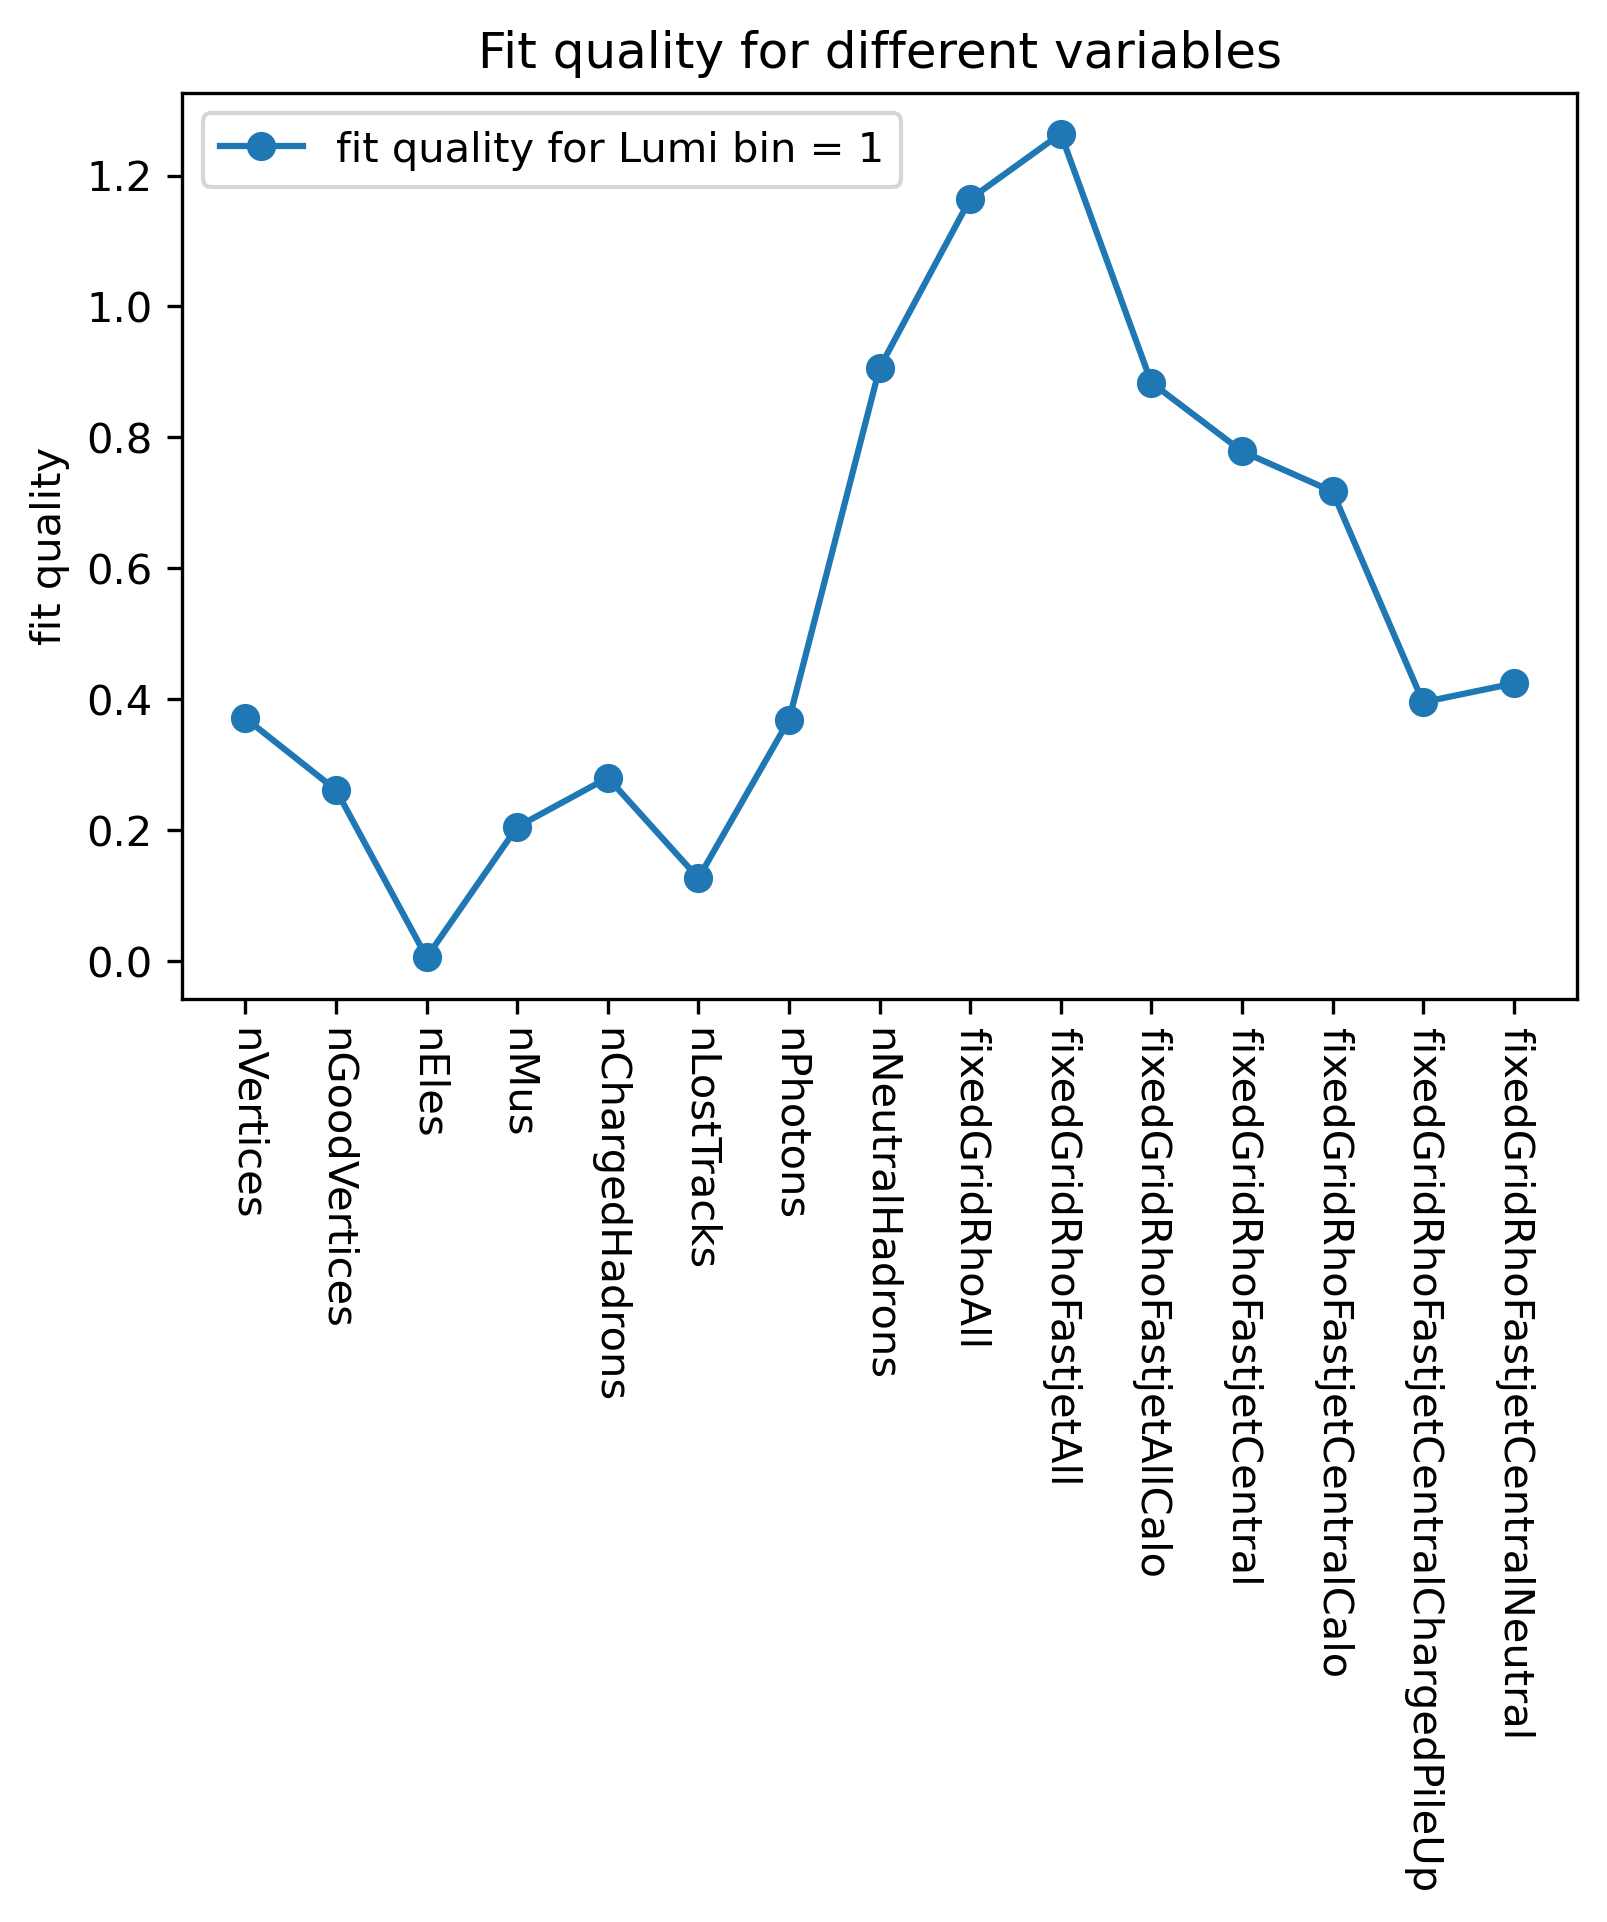 Fit quality for different variables
fit quality for Lumi bin = 1
fit quality
1.2
1.0
0.8
0.6
0.4
0.2
0.0
nVertices
nGoodVertices
nEles
nMus
nChargedHadrons
nLostTracks
nPhotons
nNeutralHadrons
fixedGridRhoAll
fixedGridRhoFastjetAll
fixedGridRhoFastjetAllCalo
fixedGridRhoFastjetCentral
fixedGridRhoFastjetCentralCalo
fixedGridRhoFastjetCentralChargedPileUp
fixedGridRhoFastjetCentralNeutral